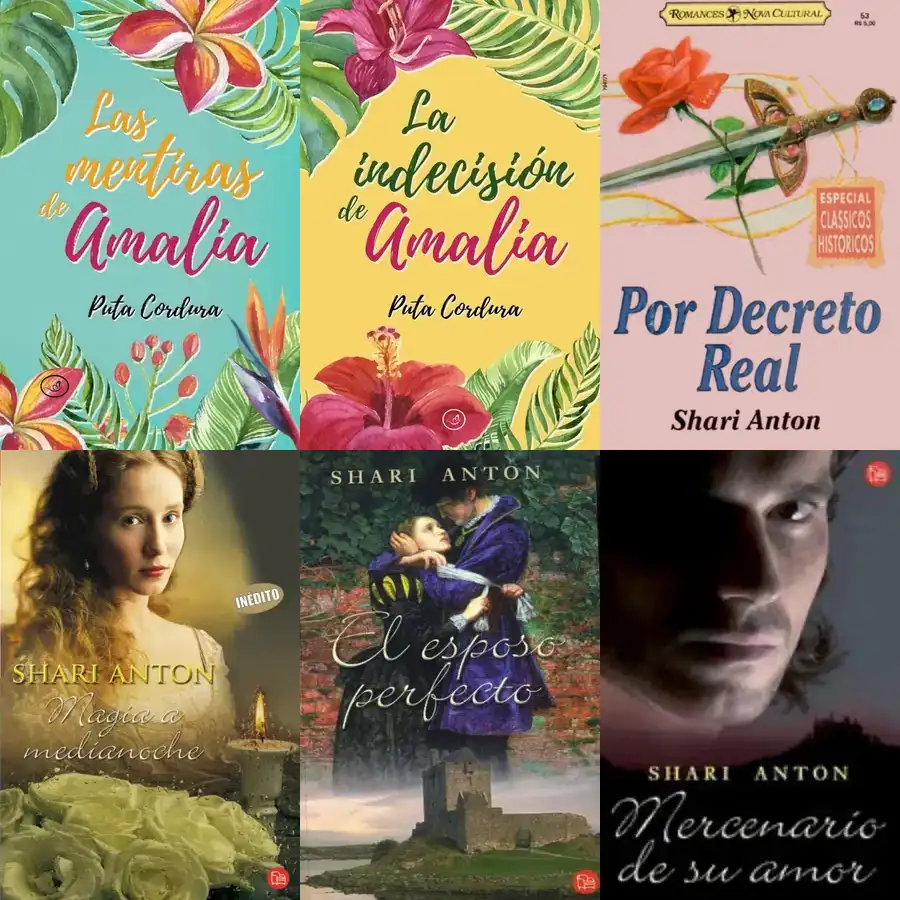 Las
mentiras
de
Amalia
Puta Cordura
La
indecisión
de
Amalia
Puta Cordura
ROMANCES NOVA CULTURAL
53
R$ 5,00
ESPECIAL
CLÁSSICOS
HISTÓRICOS
Por Decreto
Real
Shari Anton
INÉDITO
SHARI ANTON
Magia a
medianoche
SHARI ANTON
El esposo
perfecto
SHARI ANTON
Mercenario
de su amor